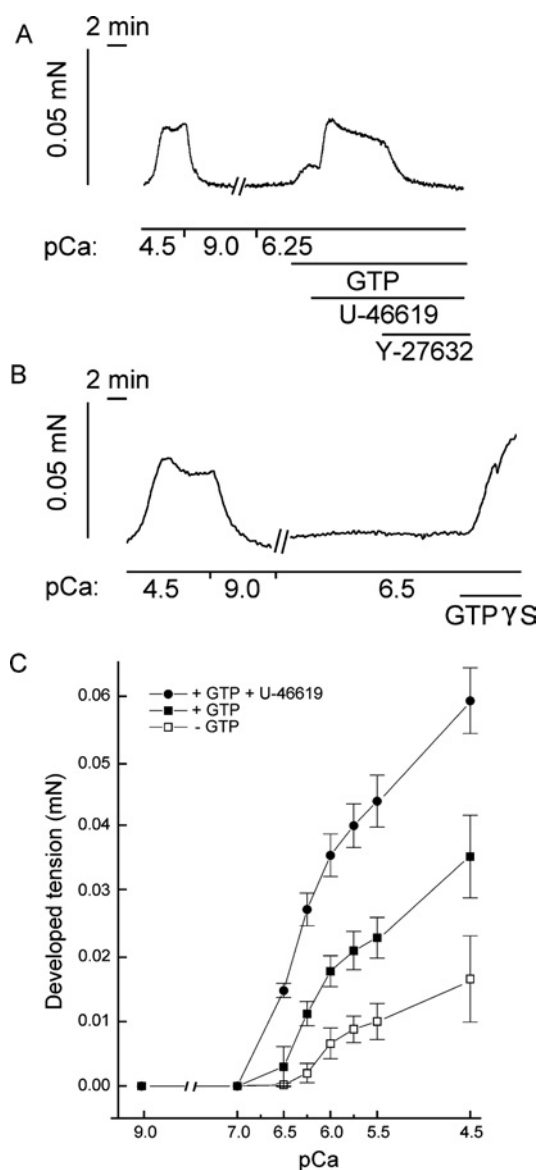 A
2 min
0.05 mN
pCa: 4.5 9.0 6.25
GTP
U-46619
Y-27632
B
2 min
0.05 mN
pCa: 4.5 9.0 6.5
GTPγS
C
+ GTP + U-46619
+ GTP
- GTP
Developed tension (mN)
0.06
0.05
0.04
0.03
0.02
0.01
0.00
9.0 7.0 6.5 6.0 5.5 4.5
pCa